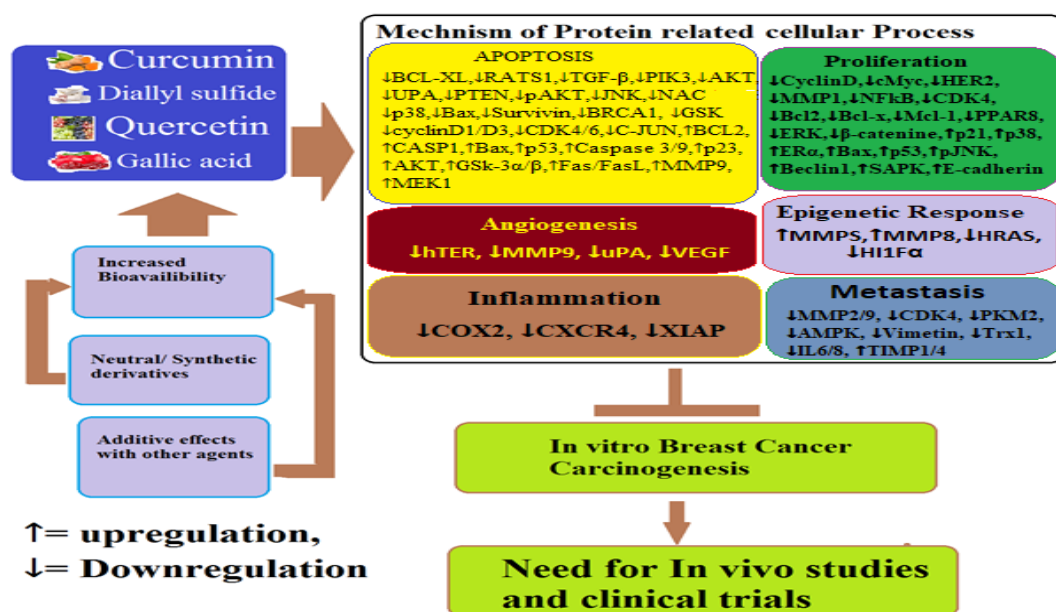 Curcumin
Diallyl sulfide
Quercetin
Gallic acid
Increased
Bioavailibility
Neutral/ Synthetic
derivatives
Additive effects
with other agents
↑= upregulation,
↓= Downregulation
Mechnism of Protein related cellular Process
APOPTOSIS
↓BCL-XL,↓RATS1,↓TGF-β,↓PIK3,↓AKT,
↓UPA,↓PTEN,↓pAKT,↓JNK,↓NAC
↓p38,↓Bax,↓Survivin,↓BRCA1, ↓GSK
↓cyclinD1/D3,↓CDK4/6,↓C-JUN,↑BCL2,
↑CASP1,↑Bax,↑p53,↑Caspase 3/9,↑p23,
↑AKT,↑GSk-3α/β,↑Fas/FasL,↑MMP9,
↑MEK1
Proliferation
↓CyclinD,↓cMyc,↓HER2,
↓MMP1,↓NFkB,↓CDK4,
↓Bcl2,↓Bcl-x,↓Mcl-1,↓PPAR8,
↓ERK,↓β-catenine,↑p21,↑p38,
↑ERα,↑Bax,↑p53,↑pJNK,
↑Beclin1,↑SAPK,↑E-cadherin
Angiogenesis
↓hTER, ↓MMP9, ↓uPA, ↓VEGF
Epigenetic Response
↑MMPS,↑MMP8,↓HRAS,
↓HI1Fα
Inflammation
↓COX2, ↓CXCR4, ↓XIAP
Metastasis
↓MMP2/9, ↓CDK4, ↓PKM2,
↓AMPK, ↓Vimetin, ↓Trx1,
↓IL6/8, ↑TIMP1/4
In vitro Breast Cancer
Carcinogenesis
Need for In vivo studies
and clinical trials